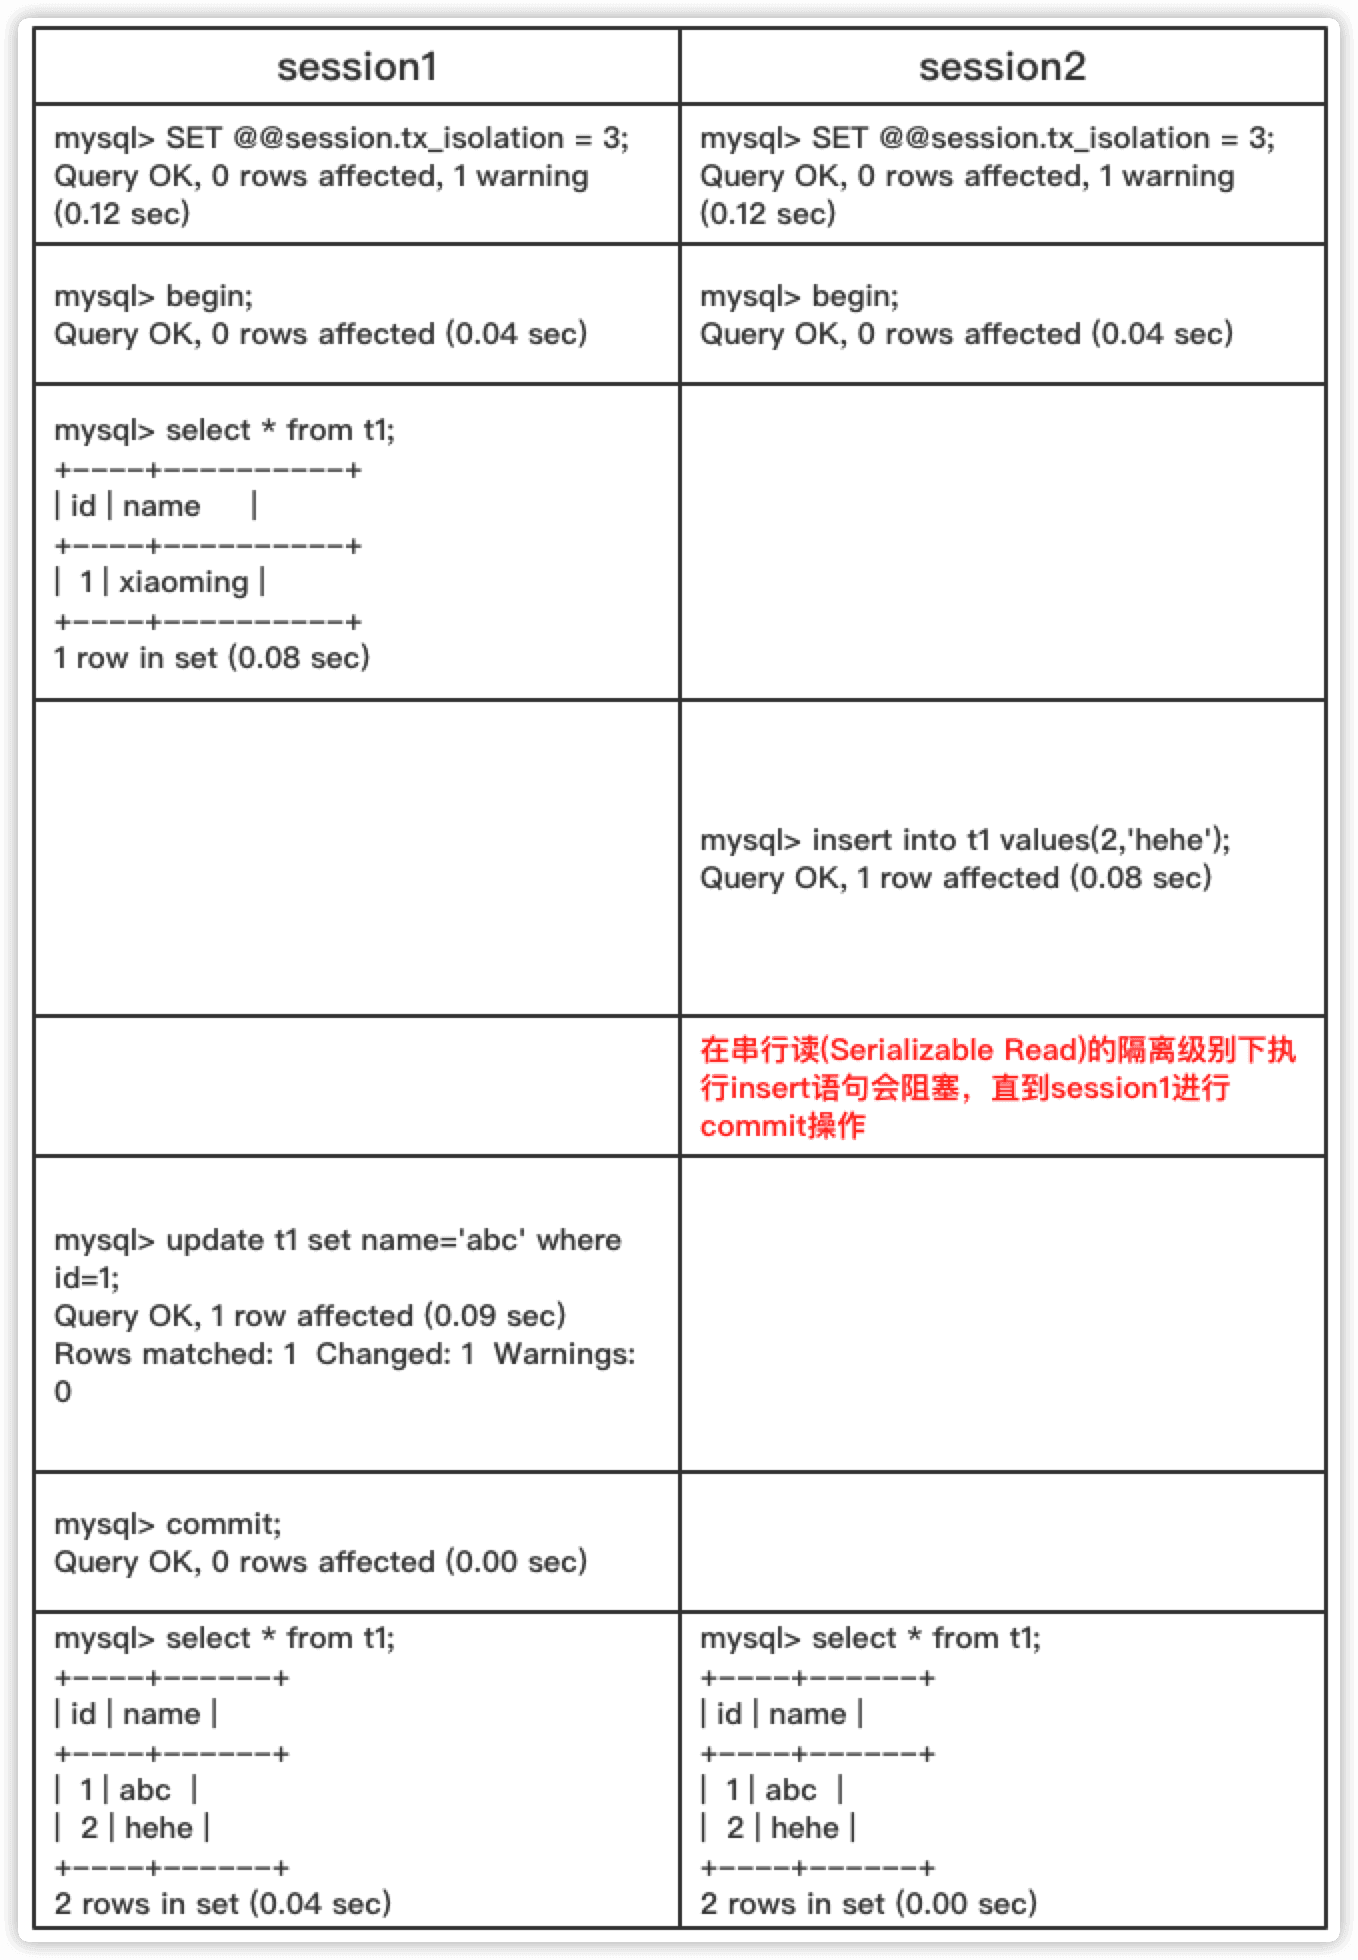 session1
session2
mysql> SET @@session.tx_isolation = 3;
Query OK, 0 rows affected, 1 warning
(0.12 sec)
mysql> SET @@session.tx_isolation = 3;
Query OK, 0 rows affected, 1 warning
(0.12 sec)
mysql> begin;
Query OK, 0 rows affected (0.04 sec)
mysql> begin;
Query OK, 0 rows affected (0.04 sec)
mysql> select * from t1;
+----+----------+
| id | name      |
+----+----------+
|  1 | xiaoming |
+----+----------+
1 row in set (0.08 sec)
mysql> insert into t1 values(2,'hehe');
Query OK, 1 row affected (0.08 sec)
在串行读(Serializable Read)的隔离级别下执
行insert语句会阻塞，直到session1进行
commit操作
mysql> update t1 set name='abc' where
id=1;
Query OK, 1 row affected (0.09 sec)
Rows matched: 1  Changed: 1  Warnings:
0
mysql> commit;
Query OK, 0 rows affected (0.00 sec)
mysql> select * from t1;
+----+------+
| id | name |
+----+------+
|  1 | abc  |
|  2 | hehe |
+----+------+
2 rows in set (0.04 sec)
mysql> select * from t1;
+----+------+
| id | name |
+----+------+
|  1 | abc  |
|  2 | hehe |
+----+------+
2 rows in set (0.00 sec)